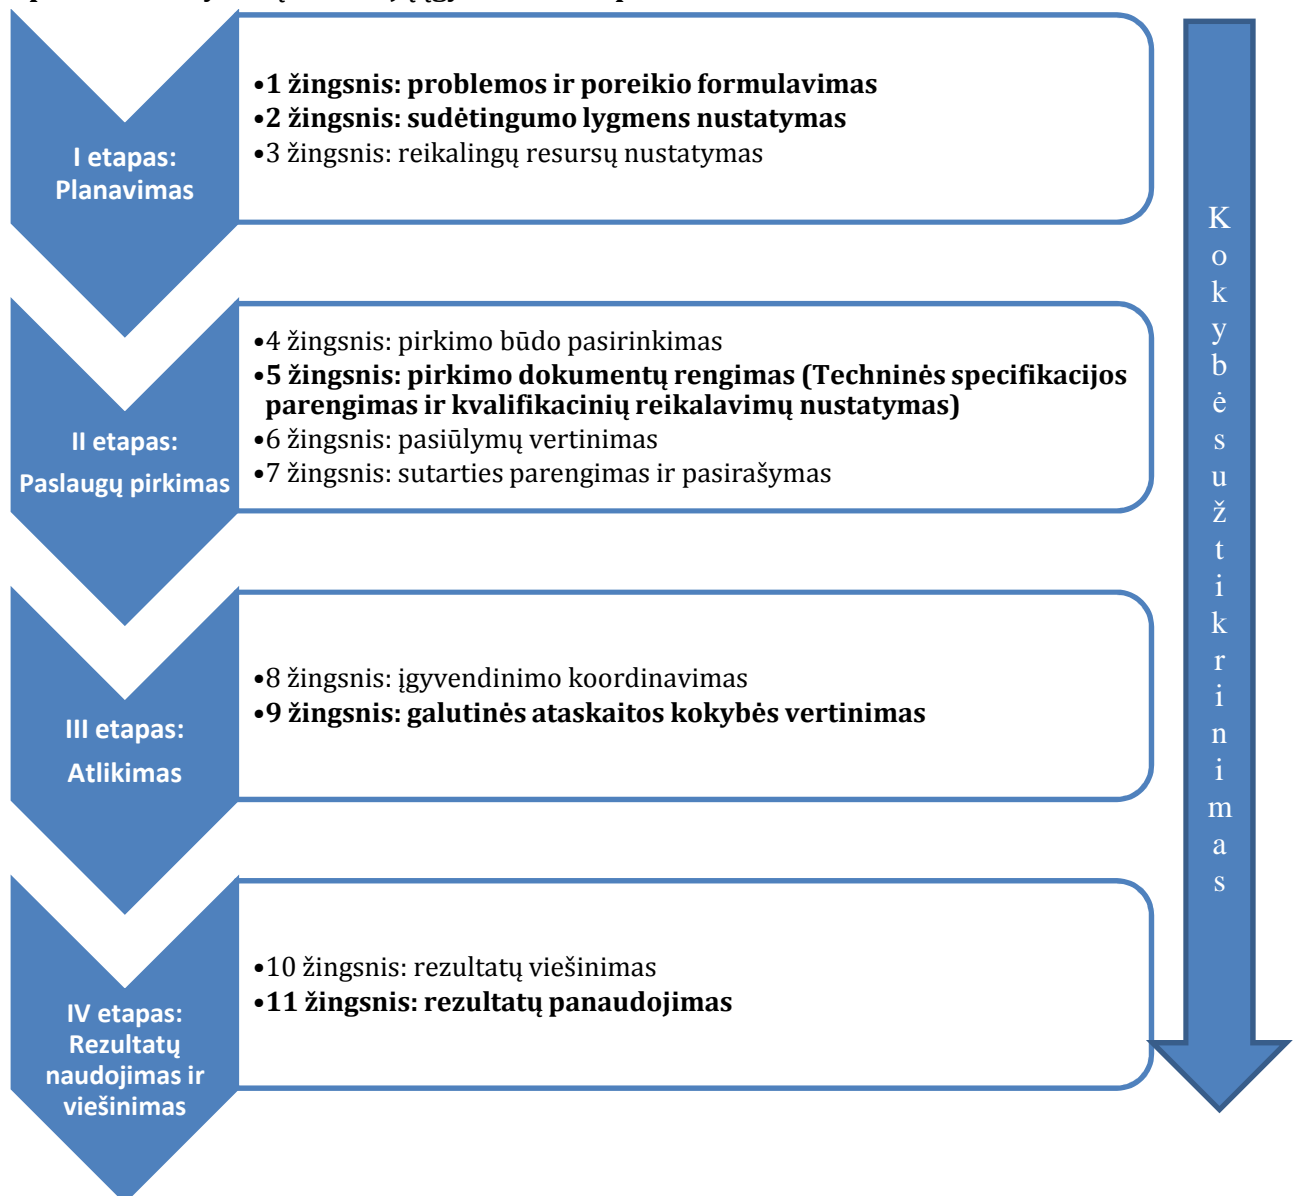 I etapas:
Planavimas
•1 žingsnis: problemos ir poreikio formulavimas
•2 žingsnis: sudėtingumo lygmens nustatymas
•3 žingsnis: reikalingų resursų nustatymas
II etapas:
Paslaugų pirkimas
•4 žingsnis: pirkimo būdo pasirinkimas
•5 žingsnis: pirkimo dokumentų rengimas (Techninės specifikacijos
parengimas ir kvalifikacinių reikalavimų nustatymas)
•6 žingsnis: pasiūlymų vertinimas
•7 žingsnis: sutarties parengimas ir pasirašymas
III etapas:
Atlikimas
•8 žingsnis: įgyvendinimo koordinavimas
•9 žingsnis: galutinės ataskaitos kokybės vertinimas
IV etapas:
Rezultatų
naudojimas ir
viešinimas
•10 žingsnis: rezultatų viešinimas
•11 žingsnis: rezultatų panaudojimas
Kokybės užtikrinimas